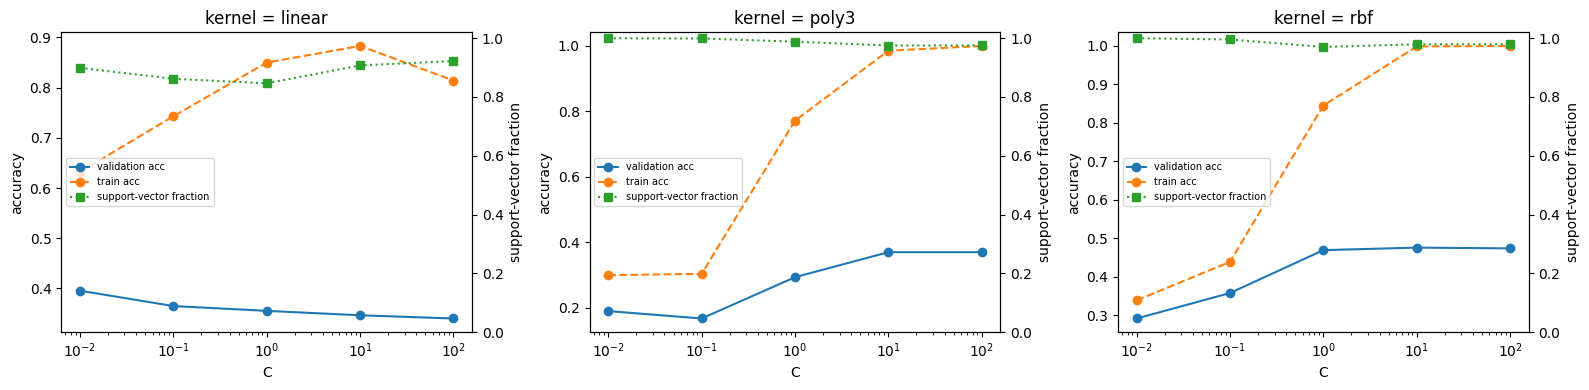 kernel = linear
accuracy
0.9
0.8
0.7
0.6
0.5
0.4
validation acc
train acc
support-vector fraction
1.0
0.8
0.6
0.4
0.2
0.0
support-vector fraction
10⁻²
10⁻¹
10⁰
10¹
10²
C
kernel = poly3
accuracy
1.0
0.8
0.6
0.4
0.2
validation acc
train acc
support-vector fraction
1.0
0.8
0.6
0.4
0.2
0.0
support-vector fraction
10⁻²
10⁻¹
10⁰
10¹
10²
C
kernel = rbf
accuracy
1.0
0.9
0.8
0.7
0.6
0.5
0.4
0.3
validation acc
train acc
support-vector fraction
1.0
0.8
0.6
0.4
0.2
0.0
support-vector fraction
10⁻²
10⁻¹
10⁰
10¹
10²
C